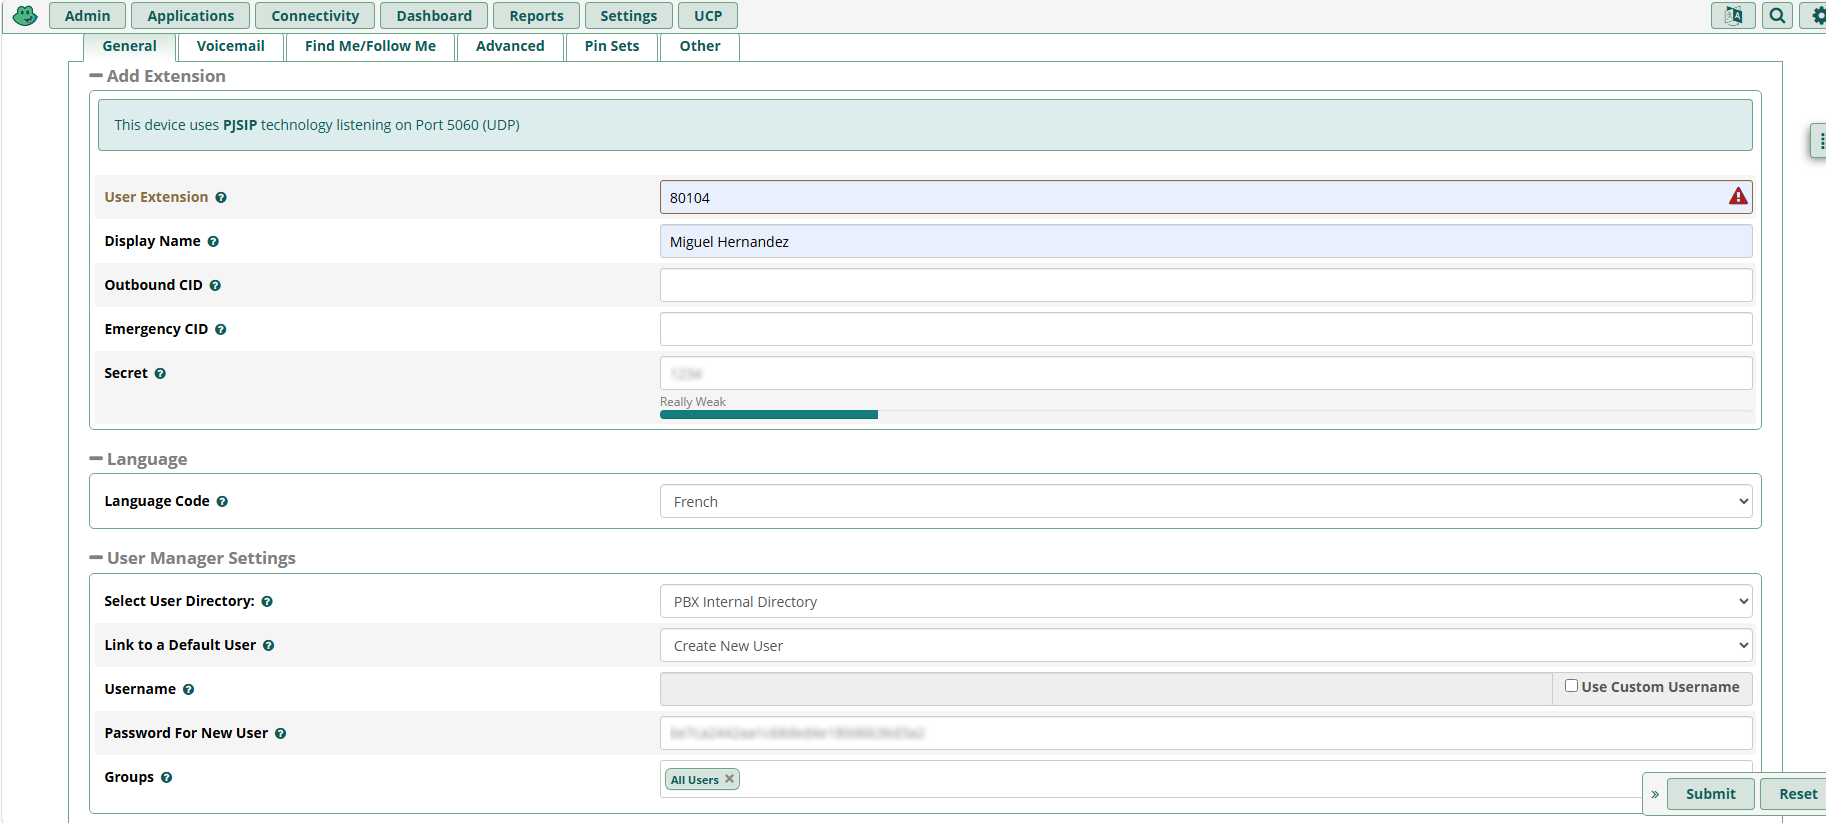 Admin Applications Connectivity Dashboard Reports Settings UCP
General Voicemail Find Me/Follow Me Advanced Pin Sets Other
Add Extension
This device uses PJSIP technology listening on Port 5060 (UDP)
User Extension 80104
Display Name Miguel Hernandez
Outbound CID
Emergency CID
Secret
Really Weak
Language
Language Code French
User Manager Settings
Select User Directory: PBX Internal Directory
Link to a Default User Create New User
Username Use Custom Username
Password For New User
Groups All Users
» Submit Reset